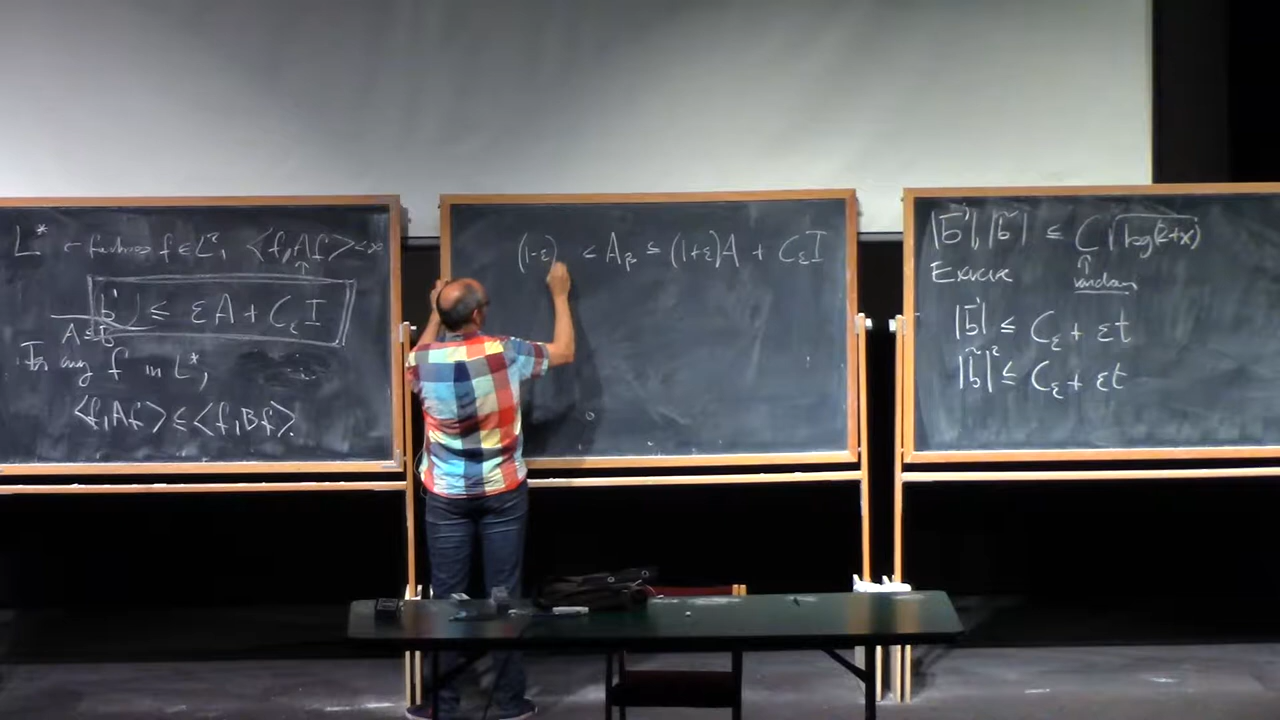 L* ← functions f ∈ L², <f,Af> < ∞
↑
b' ≤ εA + C_ε I
A ≤ B
For any f in L*,
<f,Af> ≤ <f,Bf>.
(1-ε) ≤ A_β ≤ (1+ε)A + C_ε I
|b̄'|, |b̃| ≤ C √log(2+x)
↑
Exercise random
|b̄'| ≤ C_ε + εt
|b̃|² ≤ C_ε + εt